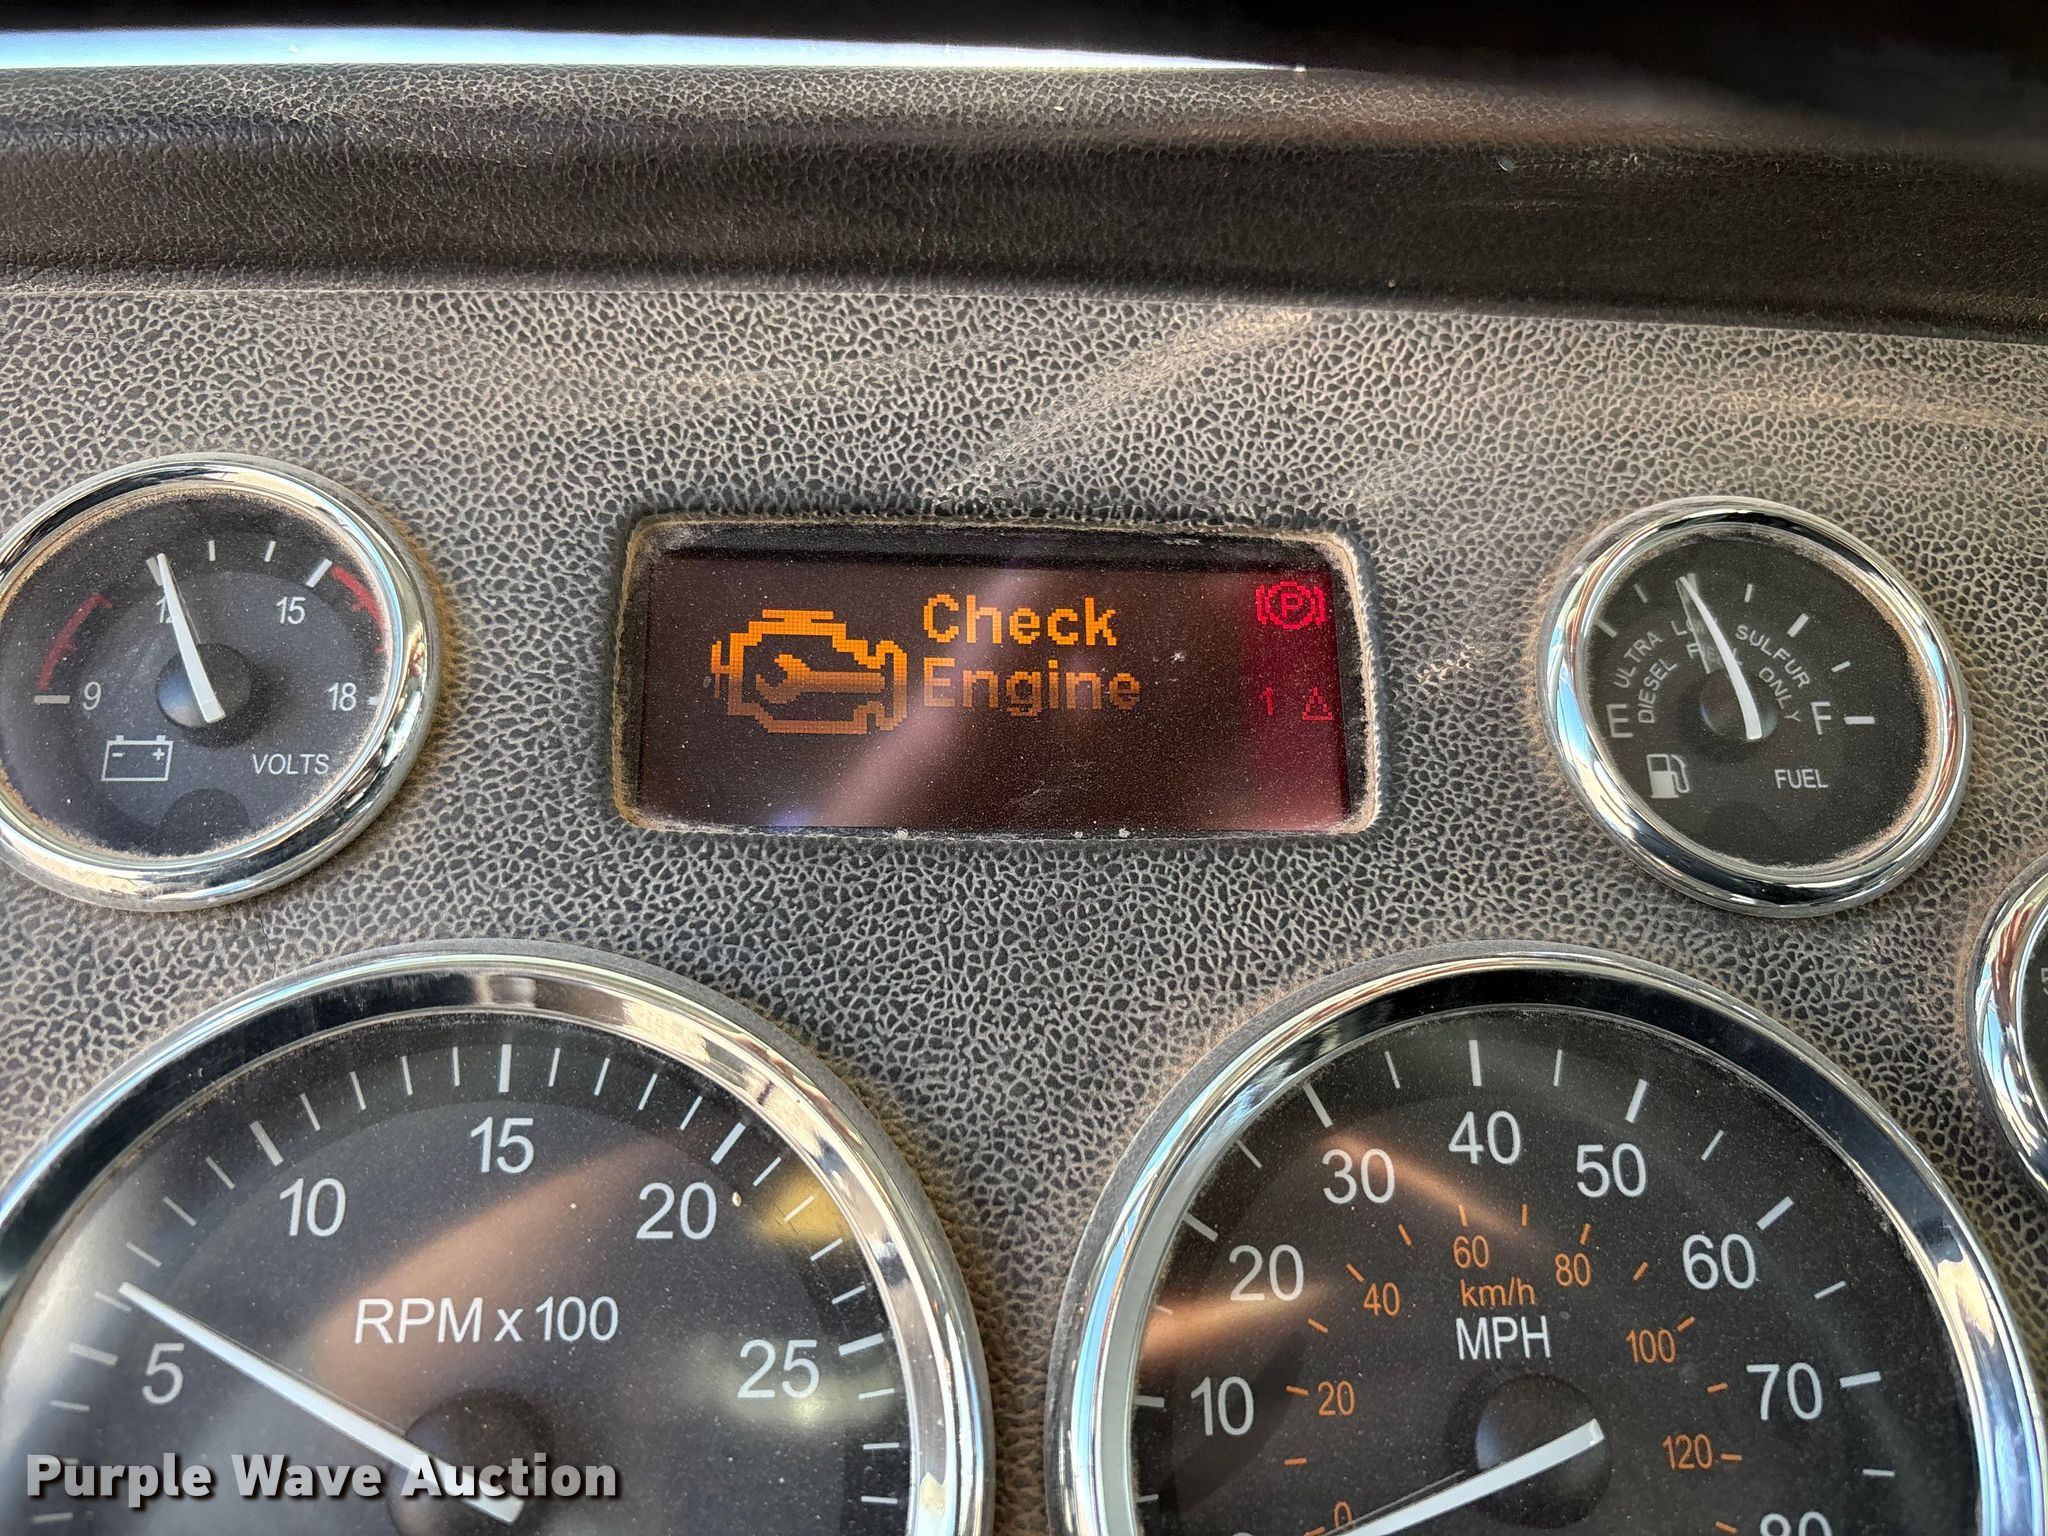 Check
Engine
P
1
12
15
9
18
VOLTS
ULTRA LOW SULFUR
DIESEL FUEL ONLY
E
F
FUEL
5
10
15
20
25
RPM x 100
10
20
30
40
50
60
70
80
0
20
40
60
80
100
120
km/h
MPH
Purple Wave Auction